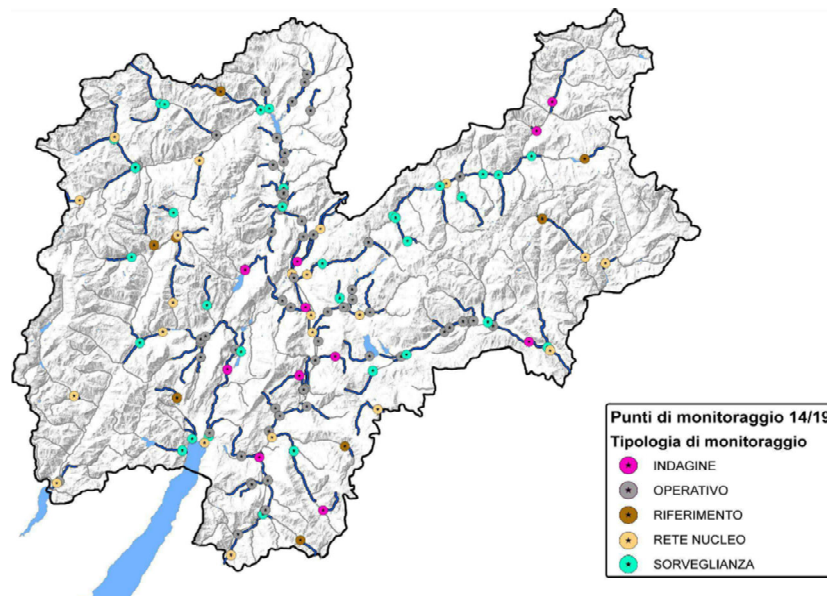 Punti di monitoraggio 14/19
Tipologia di monitoraggio
INDAGINE
OPERATIVO
RIFERIMENTO
RETE NUCLEO
SORVEGLIANZA